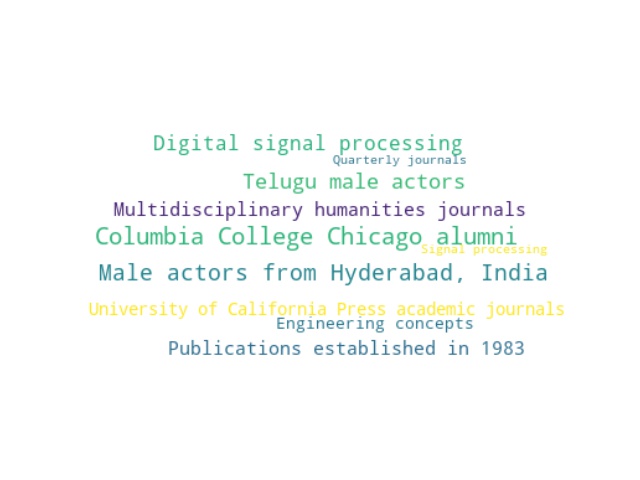 Digital signal processing
Quarterly journals
Telugu male actors
Multidisciplinary humanities journals
Columbia College Chicago alumni
Signal processing
Male actors from Hyderabad, India
University of California Press academic journals
Engineering concepts
Publications established in 1983